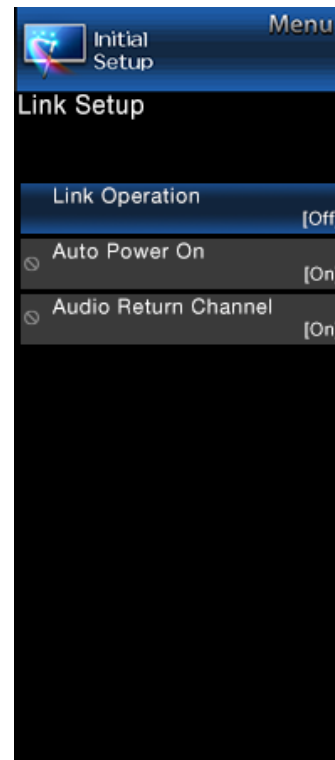 Menu
Initial
Setup
Link Setup
Link Operation
[Off
Auto Power On
[On
Audio Return Channel
[On